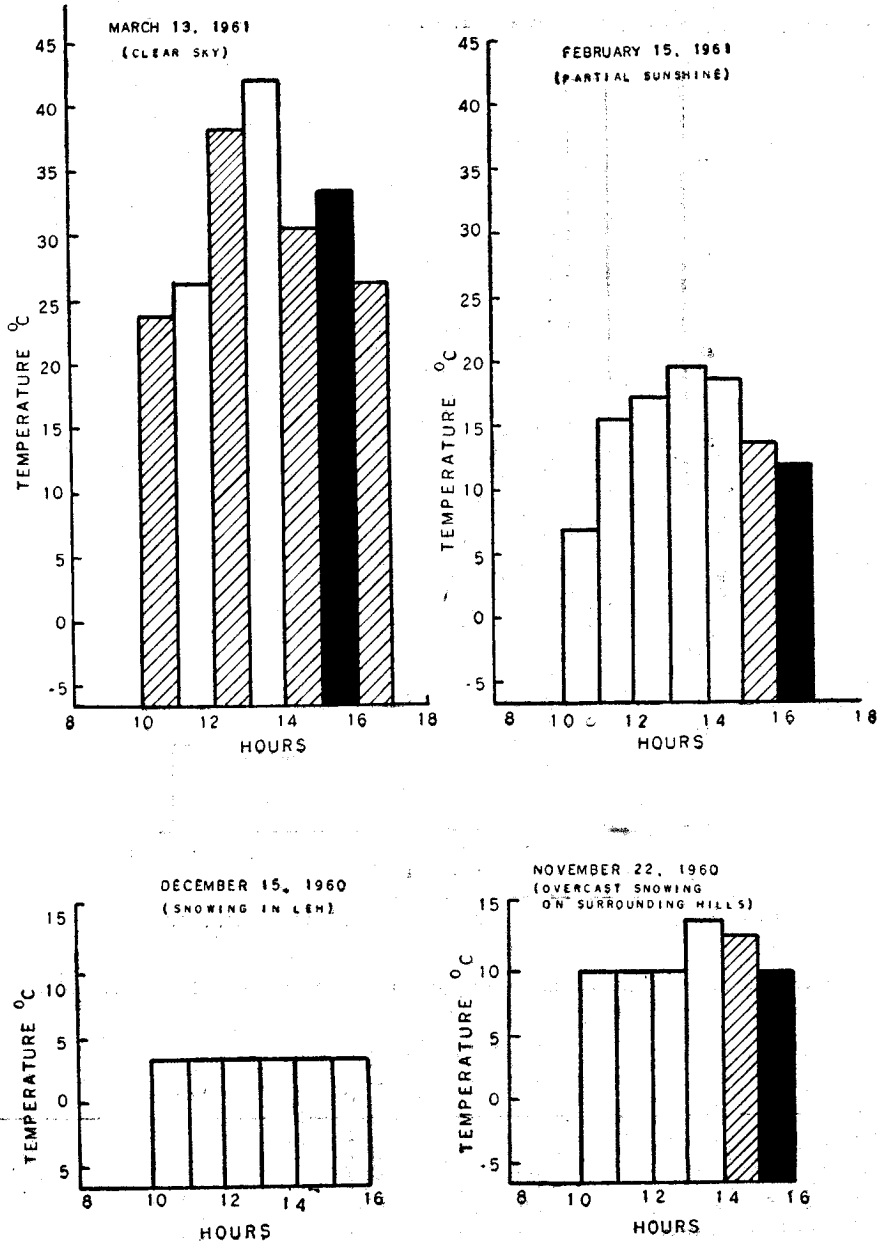 MARCH 13, 1961
(CLEAR SKY)
45
40
35
30
25
20
15
10
5
0
-5
TEMPERATURE °C
8 10 12 14 16 18
HOURS
FEBRUARY 15, 1961
(PARTIAL SUNSHINE)
45
40
35
30
25
20
15
10
5
0
-5
TEMPERATURE °C
8 10 12 14 16 18
HOURS
DECEMBER 15, 1960
(SNOWING IN LEH)
15
10
5
0
5
TEMPERATURE °C
8 10 12 14 16
HOURS
NOVEMBER 22, 1960
(OVERCAST SNOWING
ON SURROUNDING HILLS)
15
10
5
0
-5
TEMPERATURE °C
8 10 12 14 16
HOURS